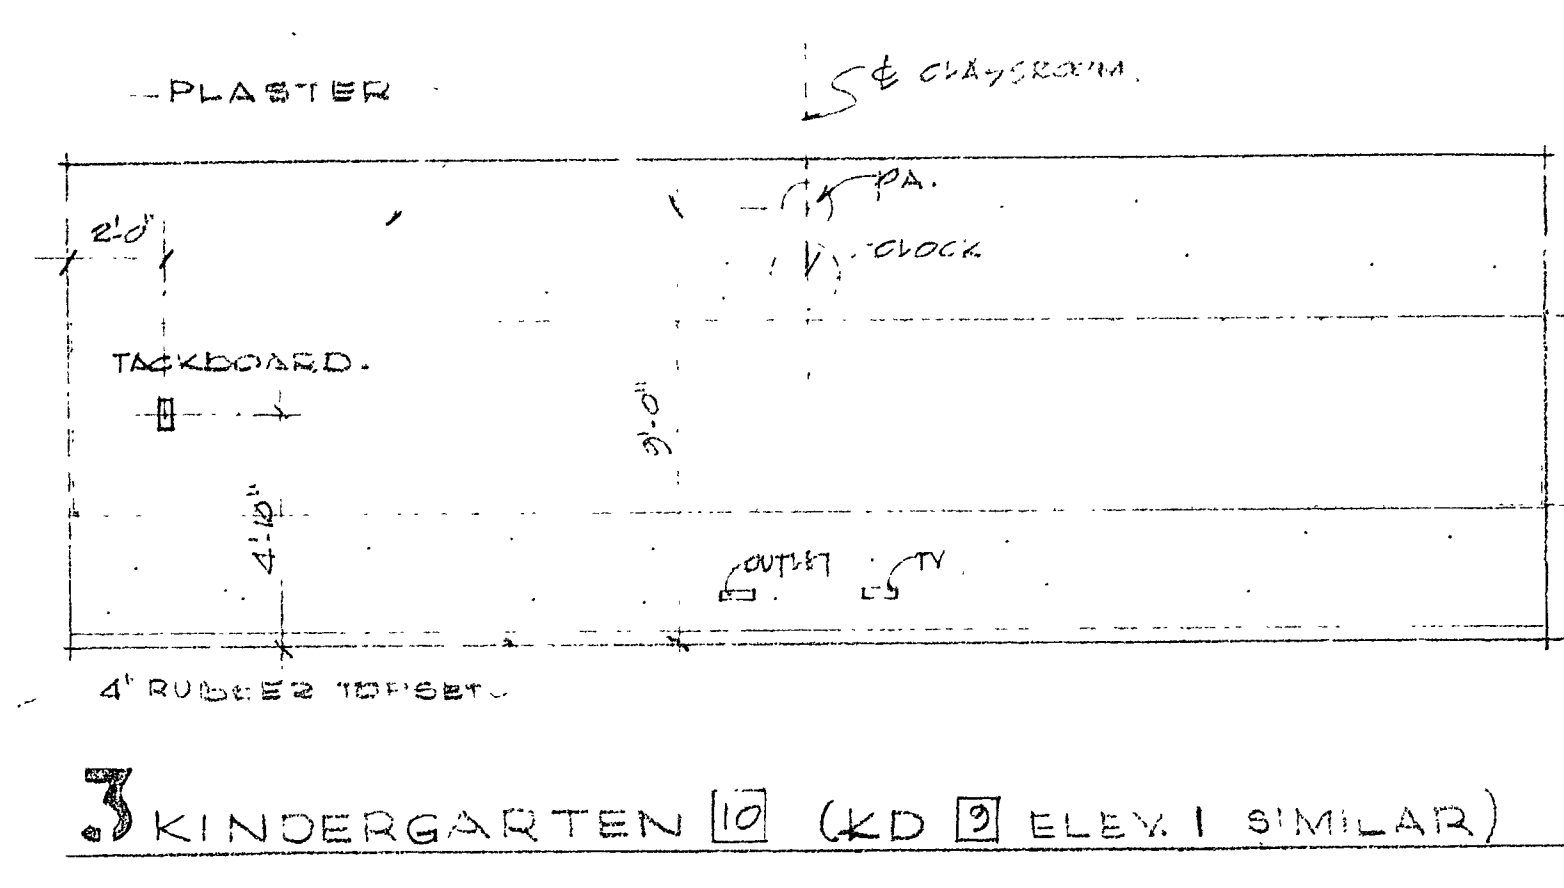 PLASTER
℄ CLASSROOM.
P.A.
2'-0"
CLOCK
TACKBOARD.
9'-0"
4'-10"
OUTLET
TV
4" RUBBER TOPSET
3 KINDERGARTEN 10 (KD 9 ELEV. 1 SIMILAR)